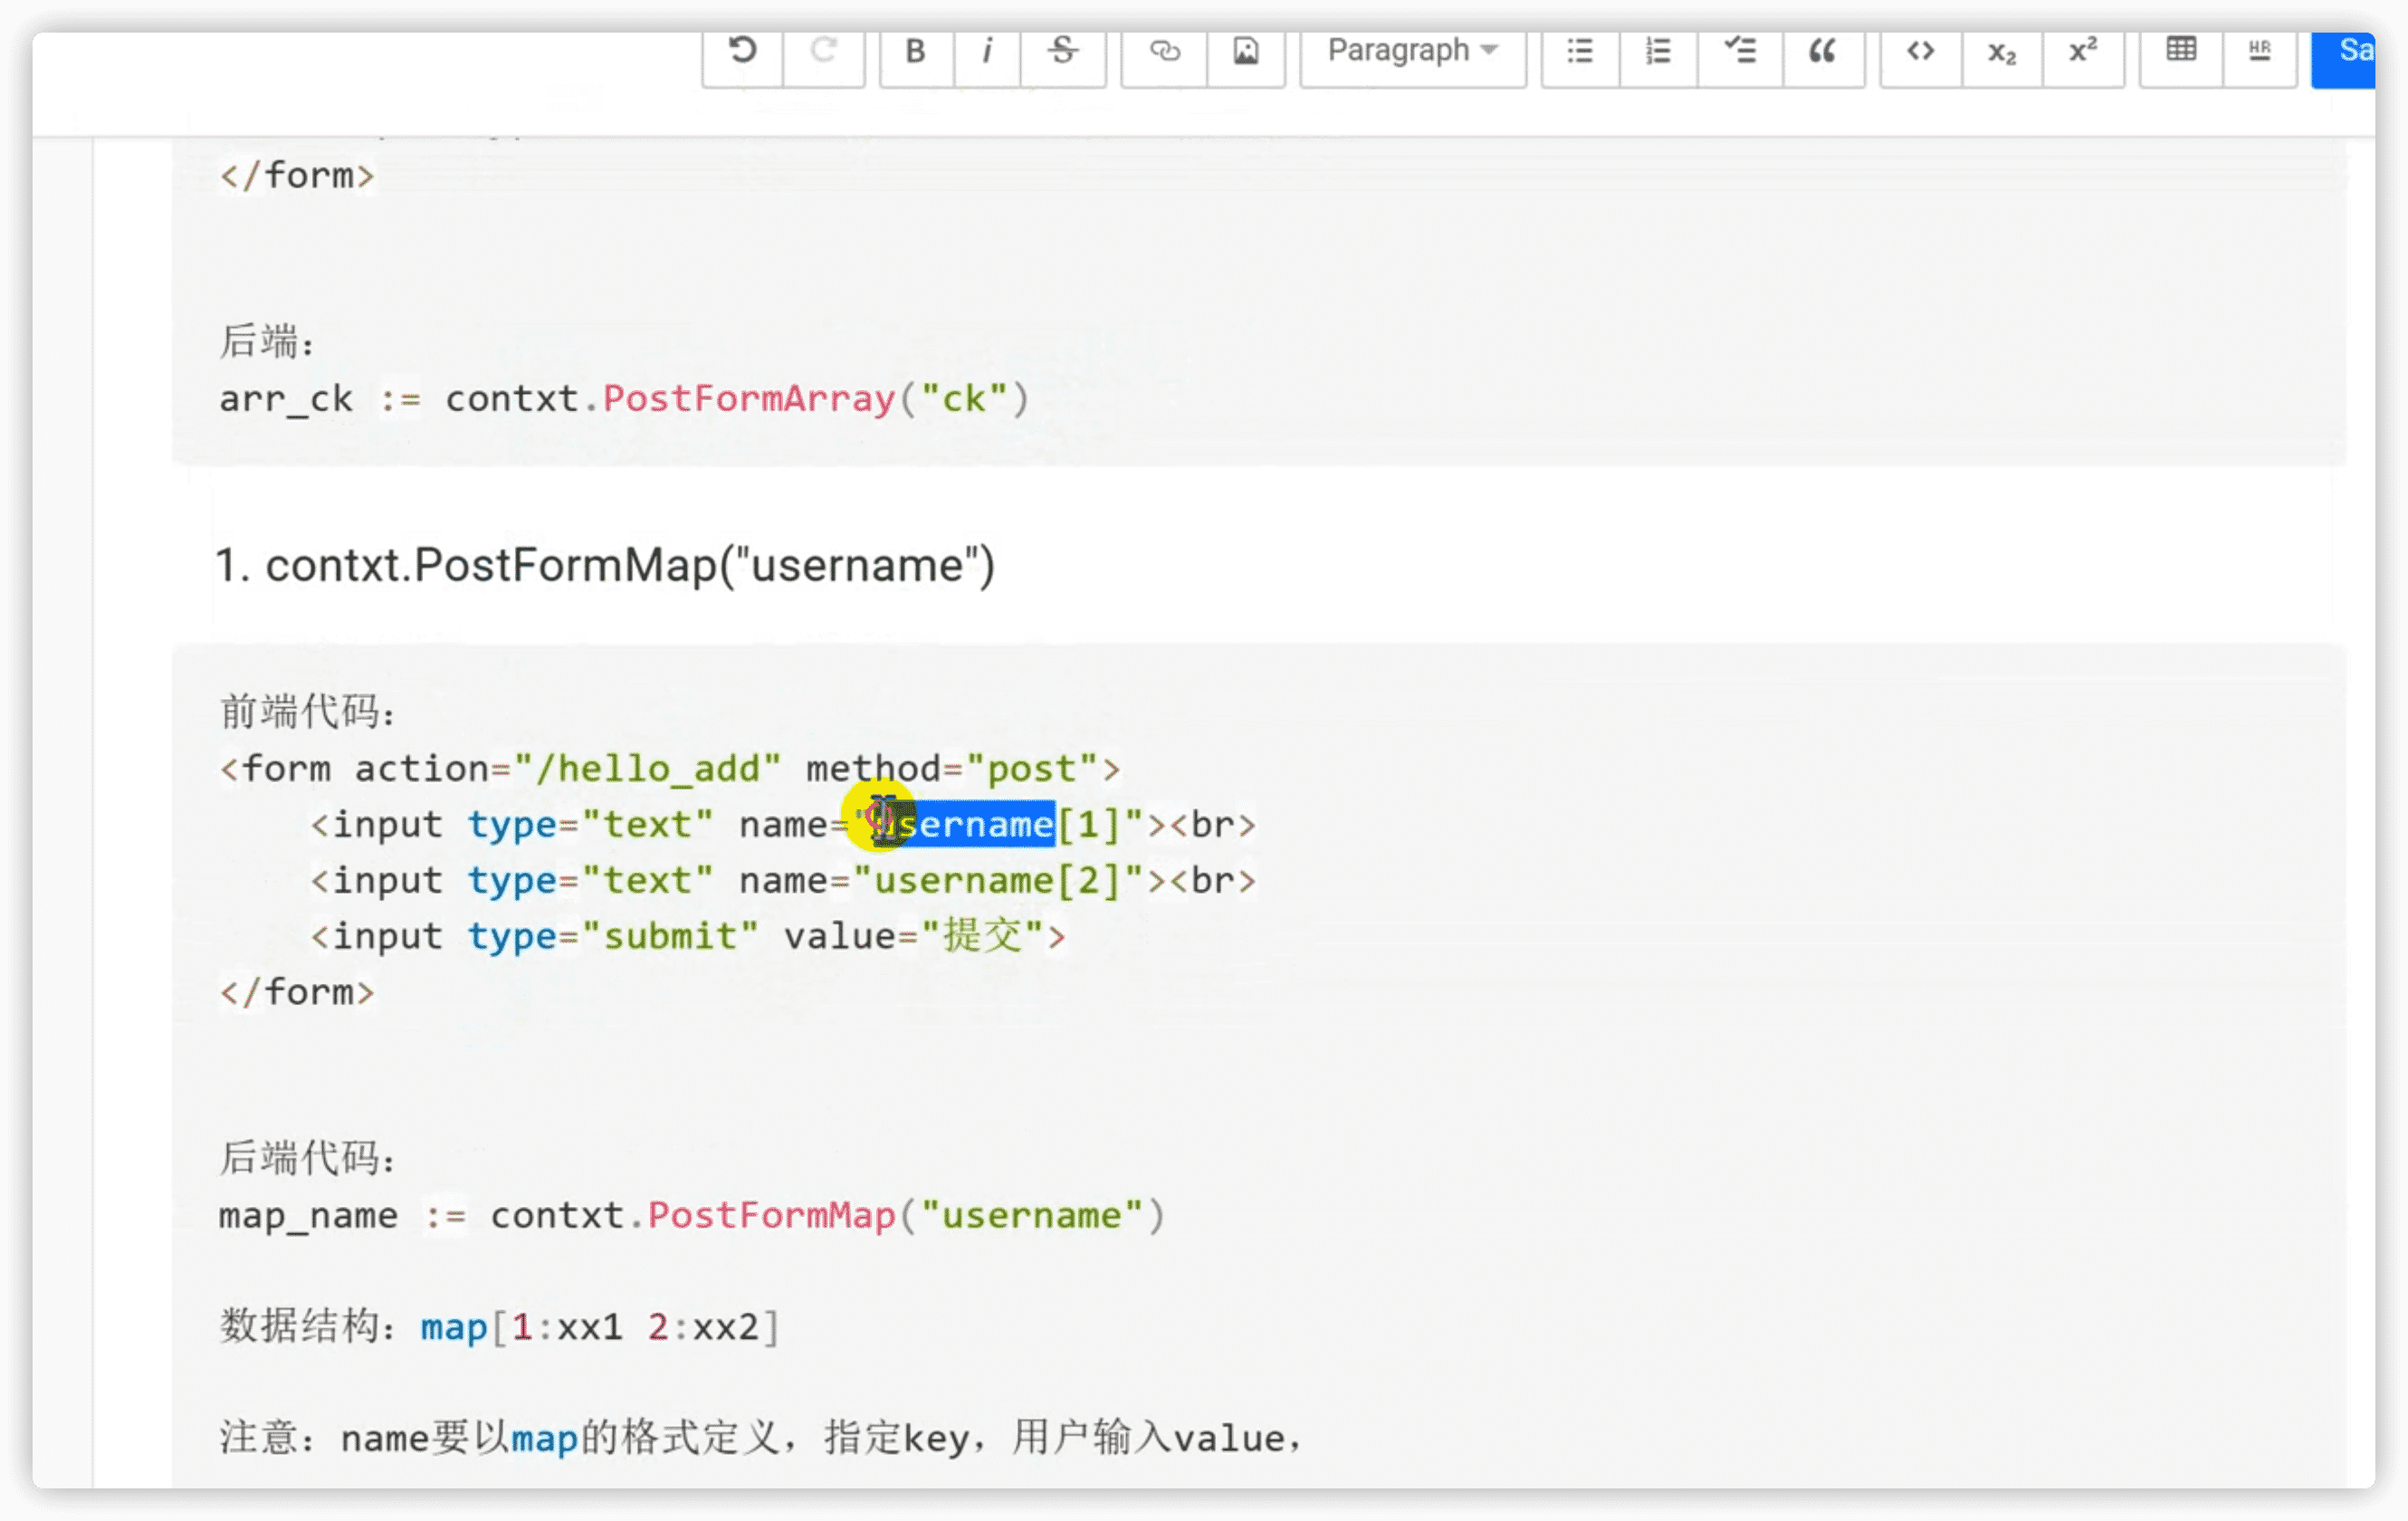 Paragraph
HR
Sa
</form>
后端:
arr_ck := contxt.PostFormArray("ck")
1. contxt.PostFormMap("username")
前端代码:
<form action="/hello_add" method="post">
<input type="text" name="username[1]"><br>
<input type="text" name="username[2]"><br>
<input type="submit" value="提交">
</form>
后端代码:
map_name := contxt.PostFormMap("username")
数据结构: map[1:xx1 2:xx2]
注意: name要以map的格式定义，指定key，用户输入value，